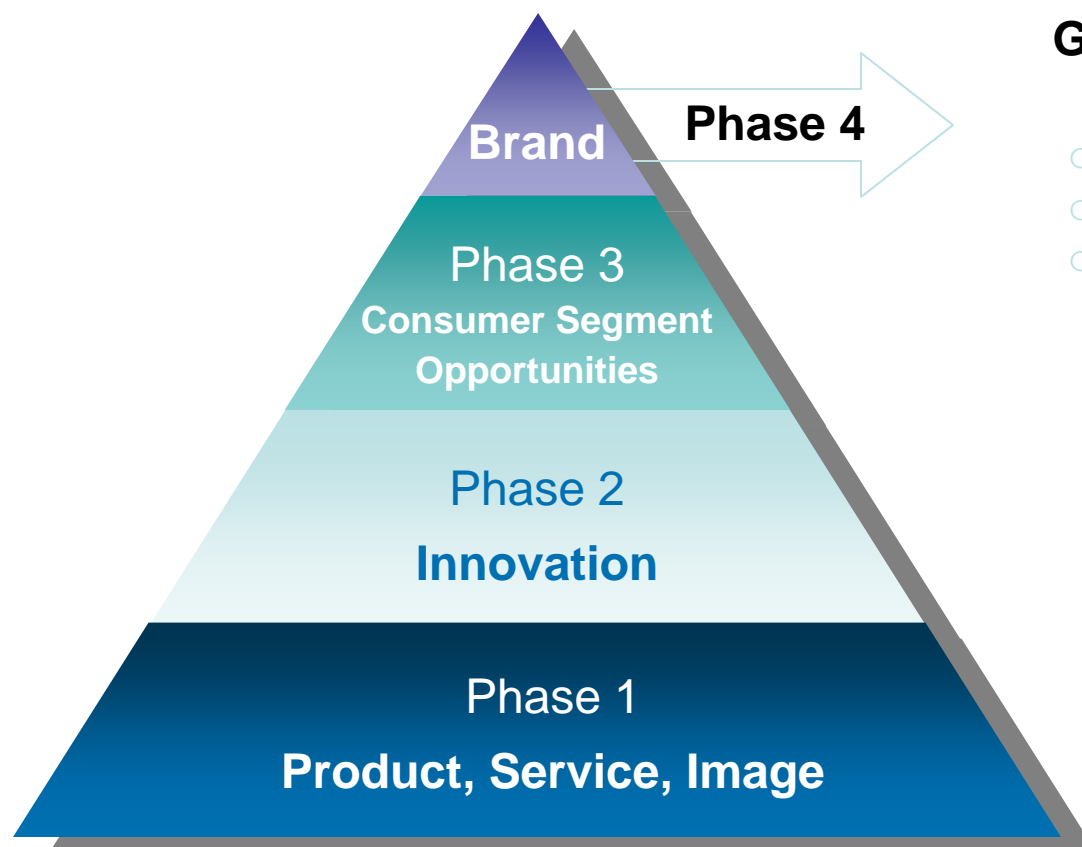 G
Phase 4
Brand
Phase 3
Consumer Segment
Opportunities
Phase 2
Innovation
Phase 1
Product, Service, Image